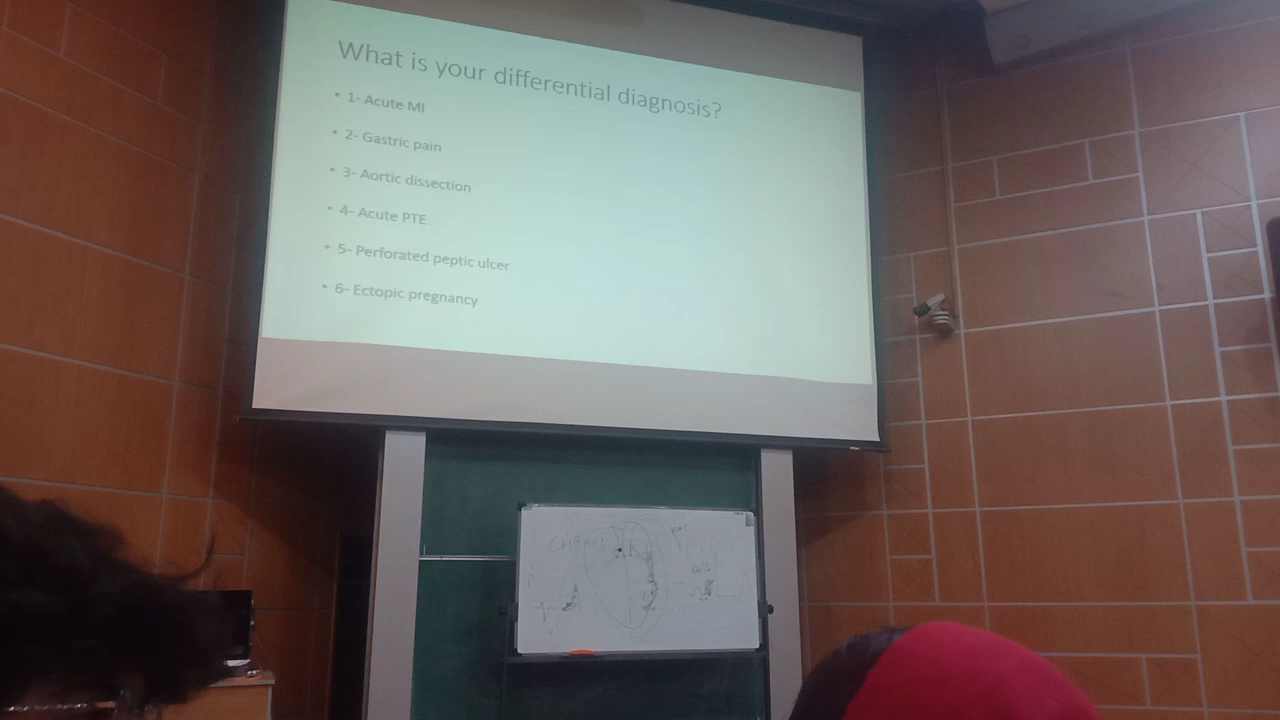 What is your differential diagnosis?
• 1- Acute MI
• 2- Gastric pain
• 3- Aortic dissection
• 4- Acute PTE
• 5- Perforated peptic ulcer
• 6- Ectopic pregnancy
CHB